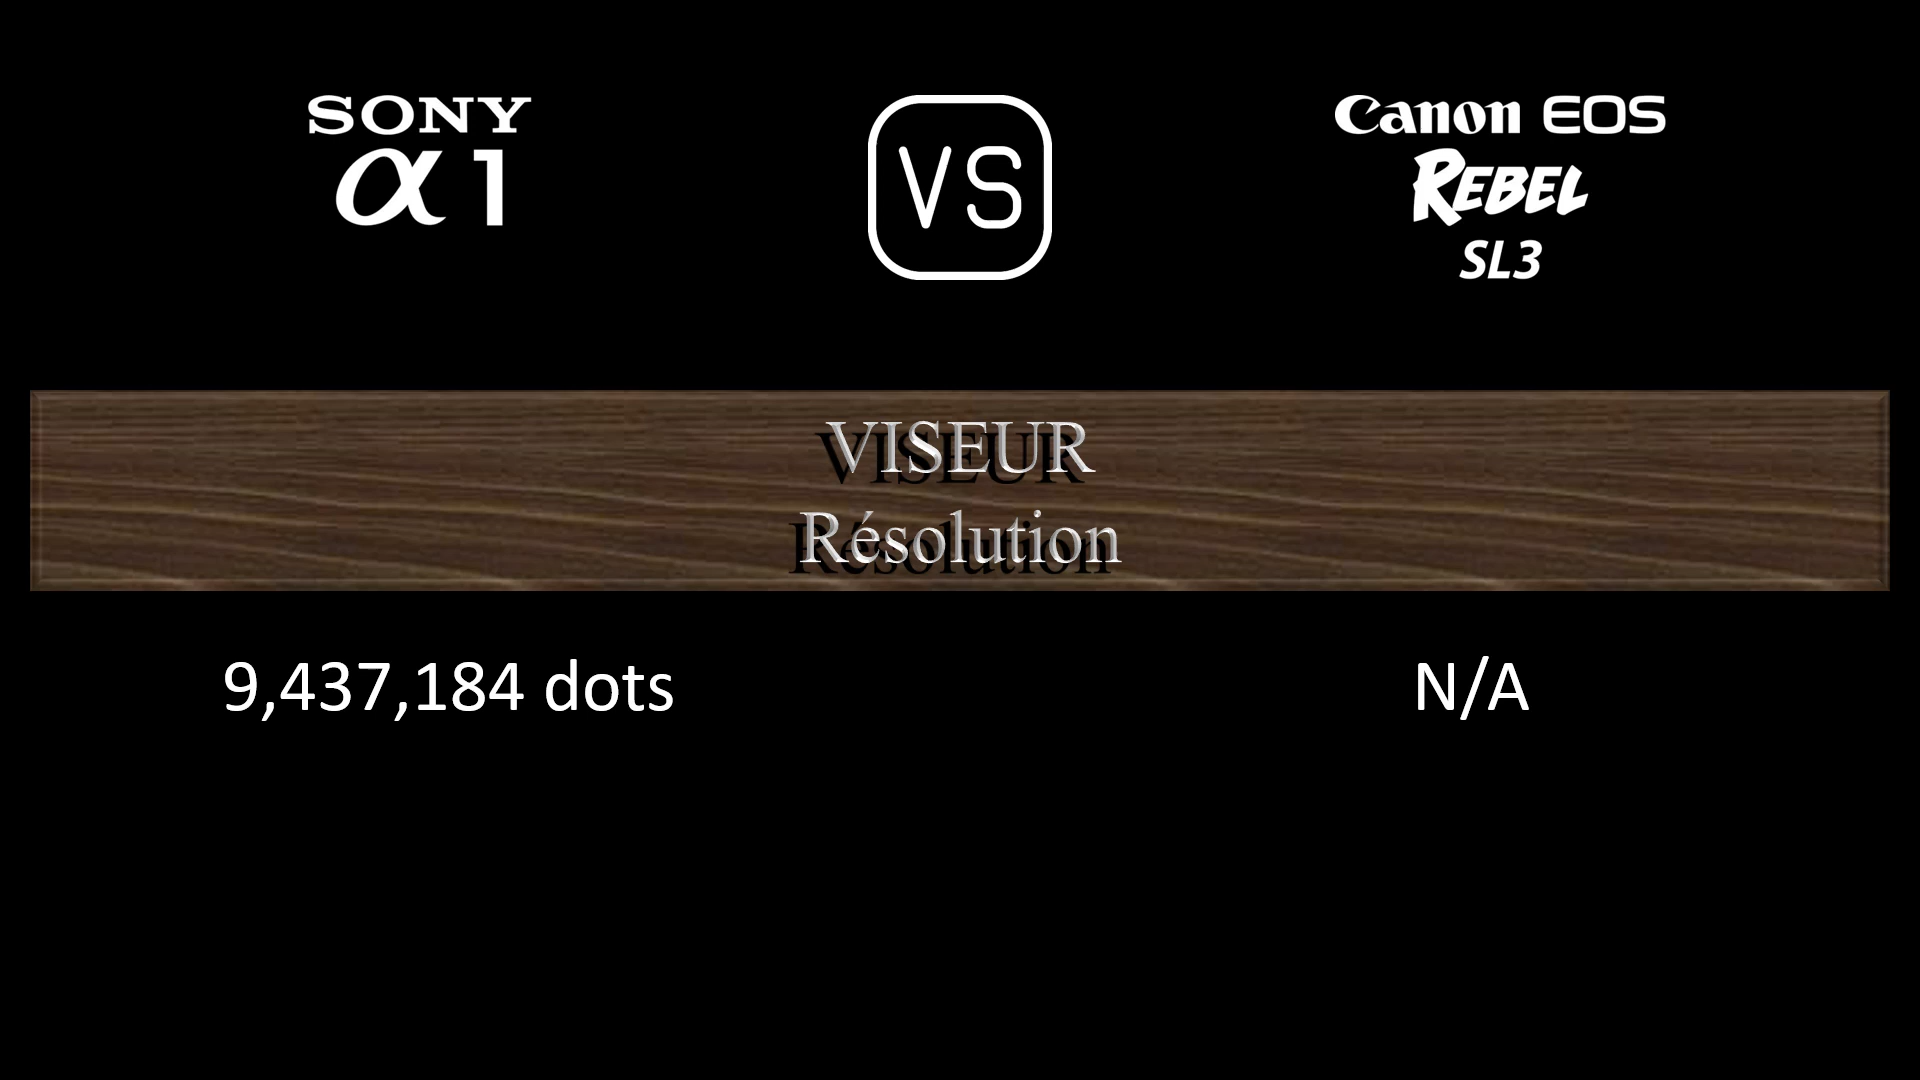 SONY
α1
VS
Canon EOS
REBEL
SL3
VISEUR
Résolution
9,437,184 dots
N/A